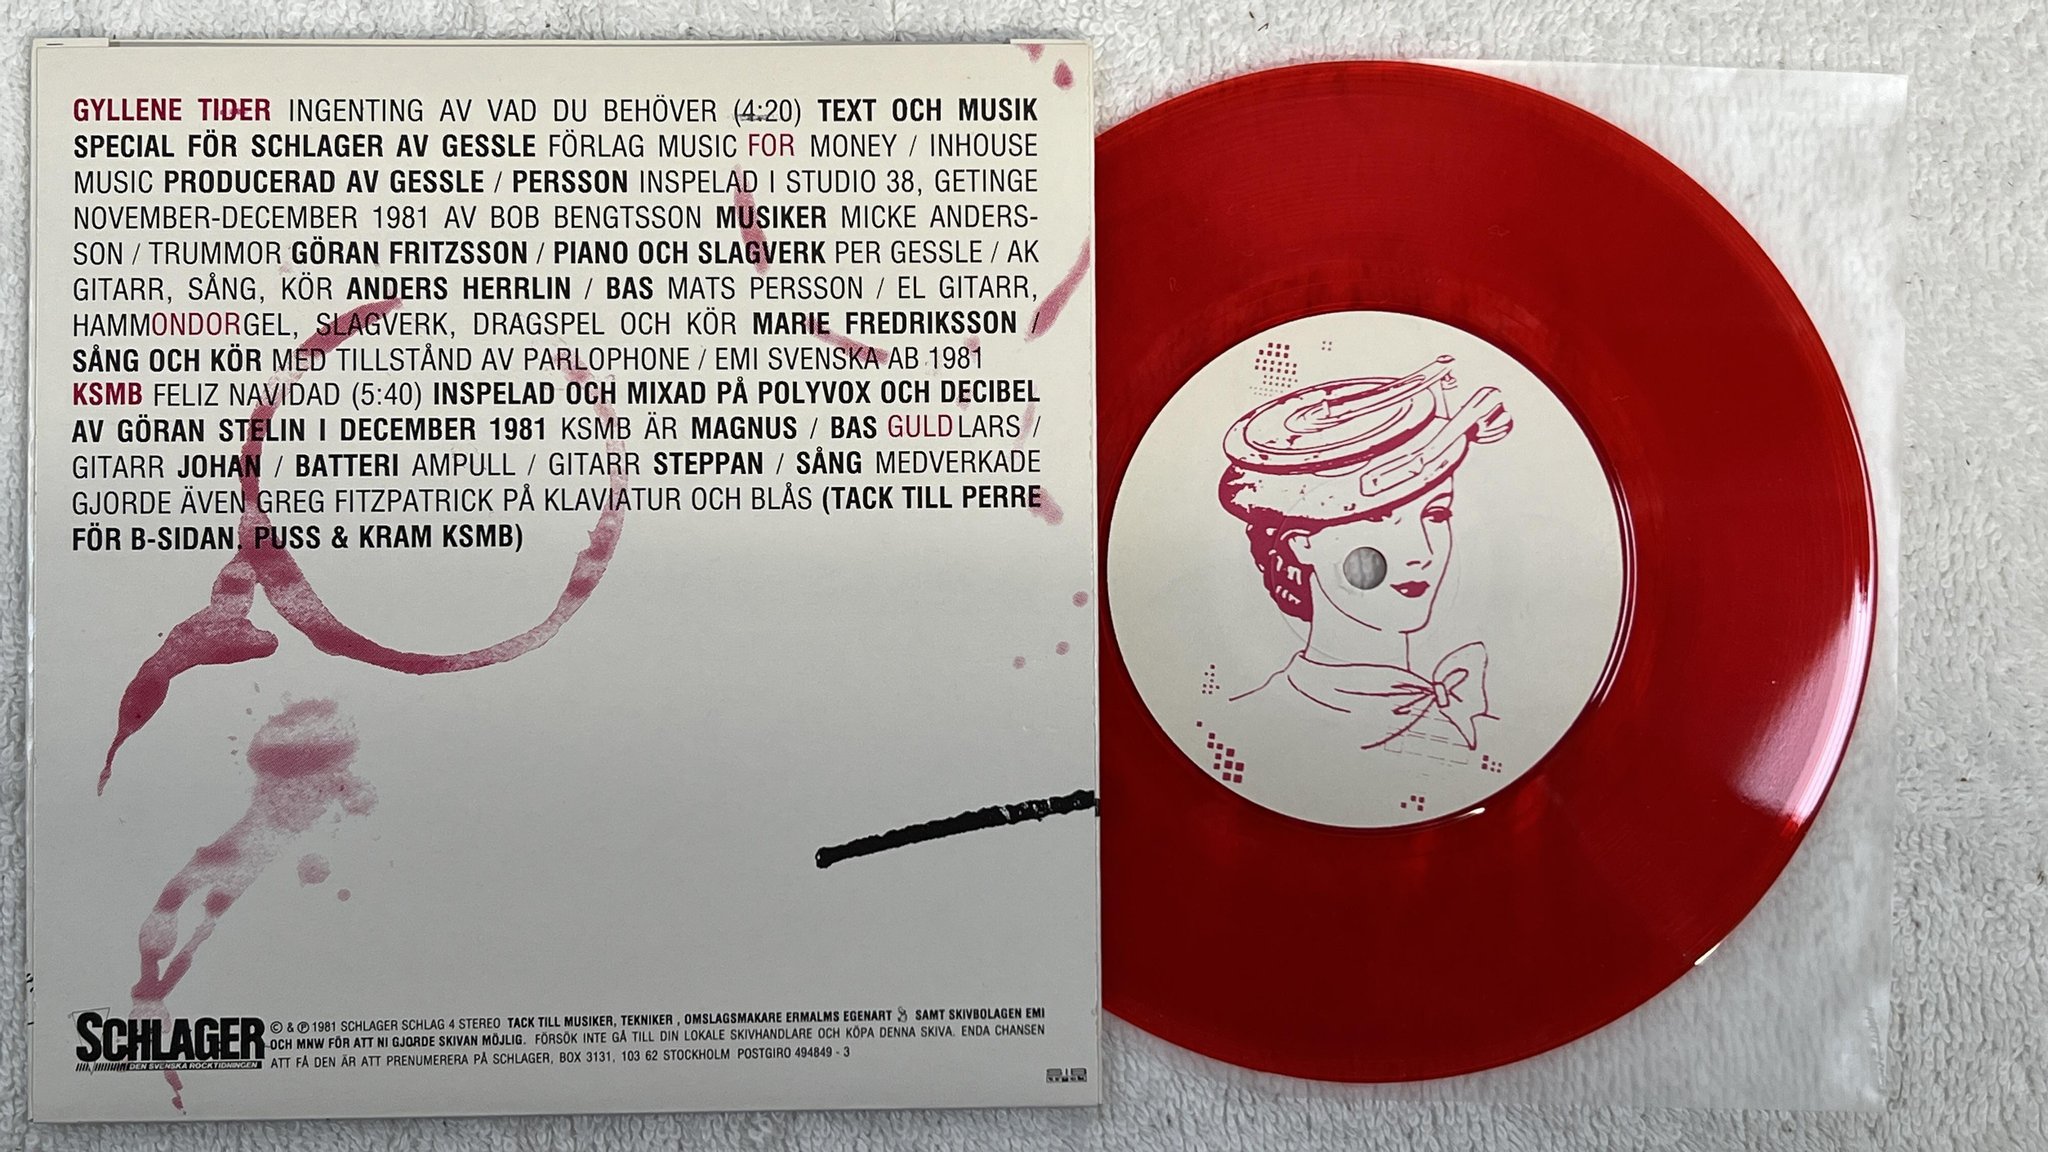 GYLLENE TIDER INGENTING AV VAD DU BEHÖVER (4:20) TEXT OCH MUSIK
SPECIAL FÖR SCHLAGER AV GESSLE FÖRLAG MUSIC FOR MONEY / INHOUSE
MUSIC PRODUCERAD AV GESSLE / PERSSON INSPELAD I STUDIO 38, GETINGE
NOVEMBER-DECEMBER 1981 AV BOB BENGTSSON MUSIKER MICKE ANDERS-
SON / TRUMMOR GÖRAN FRITZSSON / PIANO OCH SLAGVERK PER GESSLE / AK
GITARR, SÅNG, KÖR ANDERS HERRLIN / BAS MATS PERSSON / EL GITARR,
HAMMONDORGEL, SLAGVERK, DRAGSPEL OCH KÖR MARIE FREDRIKSSON /
SÅNG OCH KÖR MED TILLSTÅND AV PARLOPHONE / EMI SVENSKA AB 1981
KSMB FELIZ NAVIDAD (5:40) INSPELAD OCH MIXAD PÅ POLYVOX OCH DECIBEL
AV GÖRAN STELIN I DECEMBER 1981 KSMB ÄR MAGNUS / BAS GULDLARS /
GITARR JOHAN / BATTERI AMPULL / GITARR STEPPAN / SÅNG MEDVERKADE
GJORDE ÄVEN GREG FITZPATRICK PÅ KLAVIATUR OCH BLÅS (TACK TILL PERRE
FÖR B-SIDAN. PUSS & KRAM KSMB)
SCHLAGER
DEN SVENSKA ROCKTIDNINGEN
© & ℗ 1981 SCHLAGER SCHLAG 4 STEREO TACK TILL MUSIKER, TEKNIKER , OMSLAGSMAKARE ERMALMS EGENART SAMT SKIVBOLAGEN EMI
OCH MNW FÖR ATT NI GJORDE SKIVAN MÖJLIG. FÖRSÖK INTE GÅ TILL DIN LOKALE SKIVHANDLARE OCH KÖPA DENNA SKIVA. ENDA CHANSEN
ATT FÅ DEN ÄR ATT PRENUMERERA PÅ SCHLAGER, BOX 3131, 103 62 STOCKHOLM POSTGIRO 494849 - 3